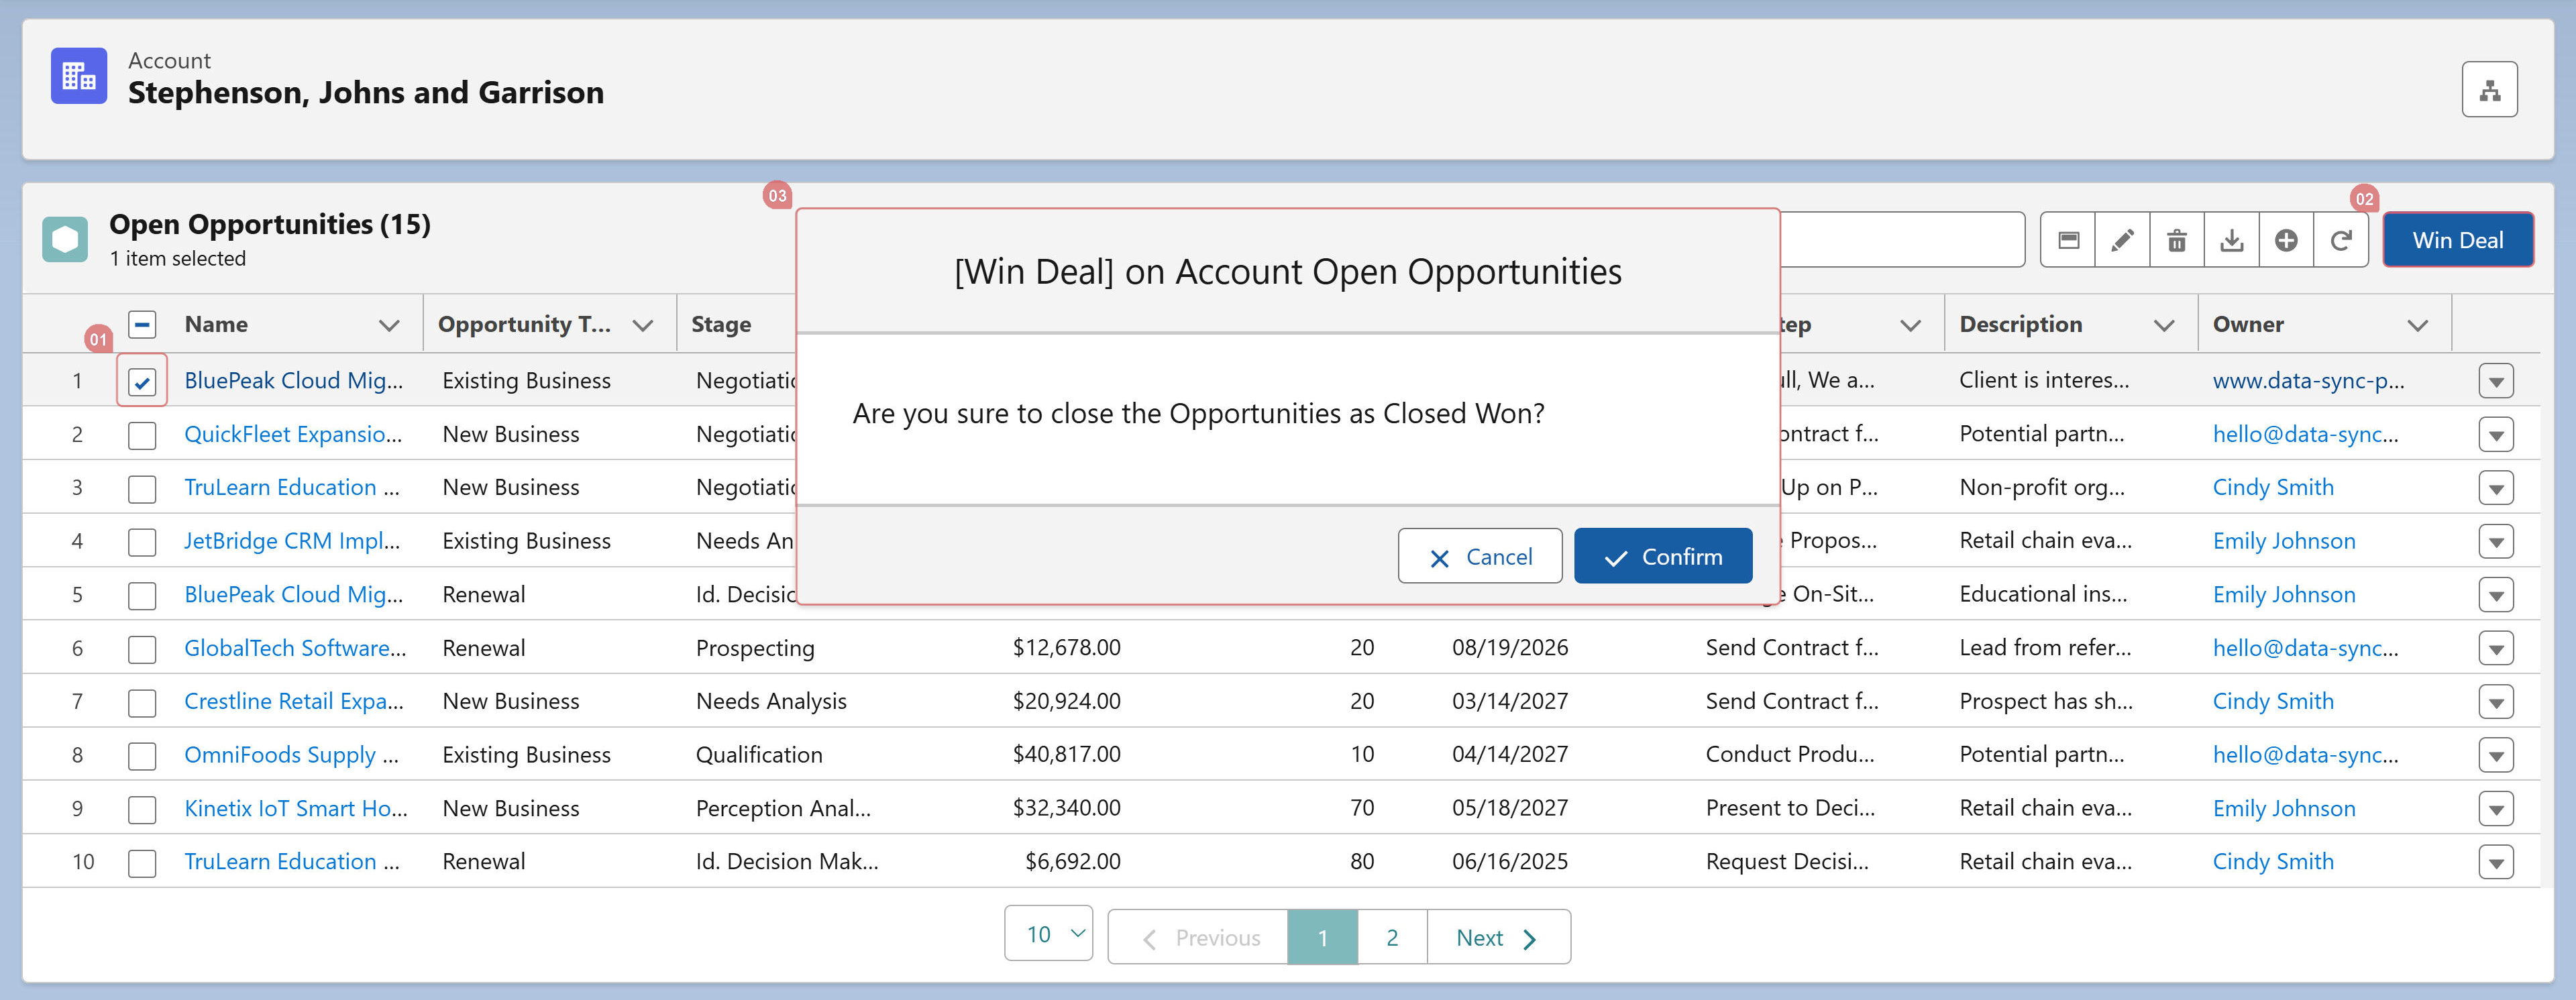 Account
Stephenson, Johns and Garrison
03
02
Open Opportunities (15)
1 item selected
[Win Deal] on Account Open Opportunities
Win Deal
01
Name Opportunity T... Stage Description Owner
1 BluePeak Cloud Mig... Existing Business Client is interes... www.data-sync-p...
Are you sure to close the Opportunities as Closed Won?
2 QuickFleet Expansio... New Business Potential partn... hello@data-sync...
3 TruLearn Education ... New Business Up on P... Non-profit org... Cindy Smith
4 JetBridge CRM Impl... Existing Business Needs An Propos... Retail chain eva... Emily Johnson
Cancel Confirm
5 BluePeak Cloud Mig... Renewal Id. Decisio On-Sit... Educational ins... Emily Johnson
6 GlobalTech Software... Renewal Prospecting $12,678.00 20 08/19/2026 Send Contract f... Lead from refer... hello@data-sync...
7 Crestline Retail Expa... New Business Needs Analysis $20,924.00 20 03/14/2027 Send Contract f... Prospect has sh... Cindy Smith
8 OmniFoods Supply ... Existing Business Qualification $40,817.00 10 04/14/2027 Conduct Produ... Potential partn... hello@data-sync...
9 Kinetix IoT Smart Ho... New Business Perception Anal... $32,340.00 70 05/18/2027 Present to Deci... Retail chain eva... Emily Johnson
10 TruLearn Education ... Renewal Id. Decision Mak... $6,692.00 80 06/16/2025 Request Decisi... Retail chain eva... Cindy Smith
10 Previous 1 2 Next